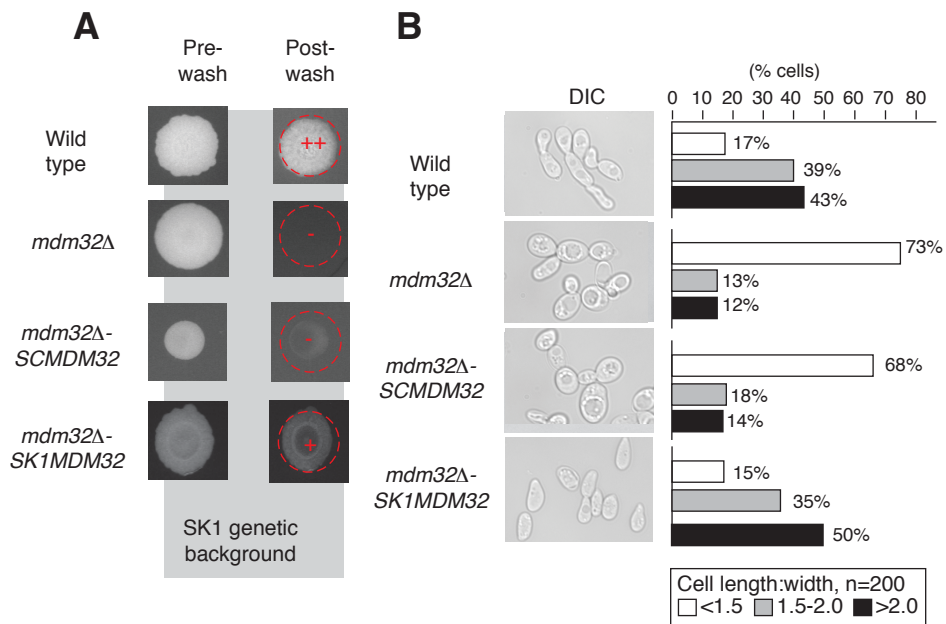 A
Pre-
wash
Post-
wash
Wild
type
++
mdm32Δ
-
mdm32Δ-
SCMDM32
mdm32Δ-
SK1MDM32
+
SK1 genetic
background
B
DIC
(% cells)
0 10 20 30 40 50 60 70 80
Wild
type
17%
39%
43%
mdm32Δ
73%
13%
12%
mdm32Δ-
SCMDM32
68%
18%
14%
mdm32Δ-
SK1MDM32
15%
35%
50%
Cell length:width, n=200
<1.5 1.5-2.0 >2.0